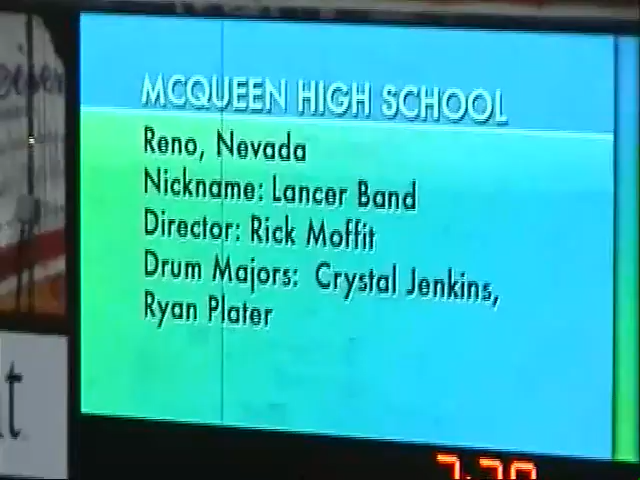 MCQUEEN HIGH SCHOOL
Reno, Nevada
Nickname: Lancer Band
Director: Rick Moffit
Drum Majors: Crystal Jenkins,
Ryan Plater